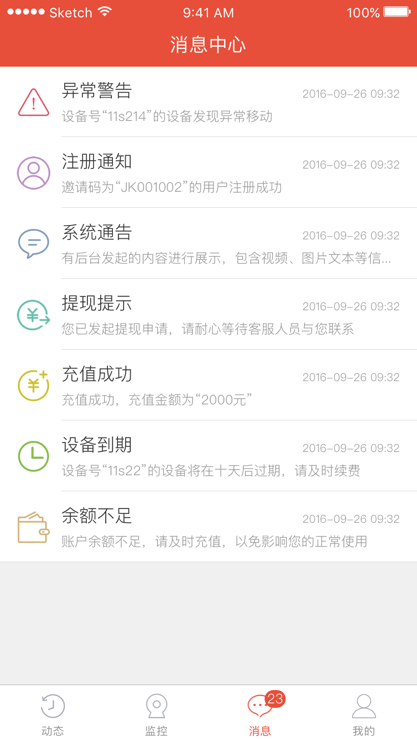 Sketch 9:41 AM 100%
消息中心
异常警告 2016-09-26 09:32
设备号“11s214”的设备发现异常移动
注册通知 2016-09-26 09:32
邀请码为“JK001002”的用户注册成功
系统通告 2016-09-26 09:32
有后台发起的内容进行展示，包含视频、图片文本等信...
提现提示 2016-09-26 09:32
您已发起提现申请，请耐心等待客服人员与您联系
充值成功 2016-09-26 09:32
充值成功，充值金额为“2000元”
设备到期 2016-09-26 09:32
设备号“11s22”的设备将在十天后过期，请及时续费
余额不足 2016-09-26 09:32
账户余额不足，请及时充值，以免影响您的正常使用
23
动态 监控 消息 我的